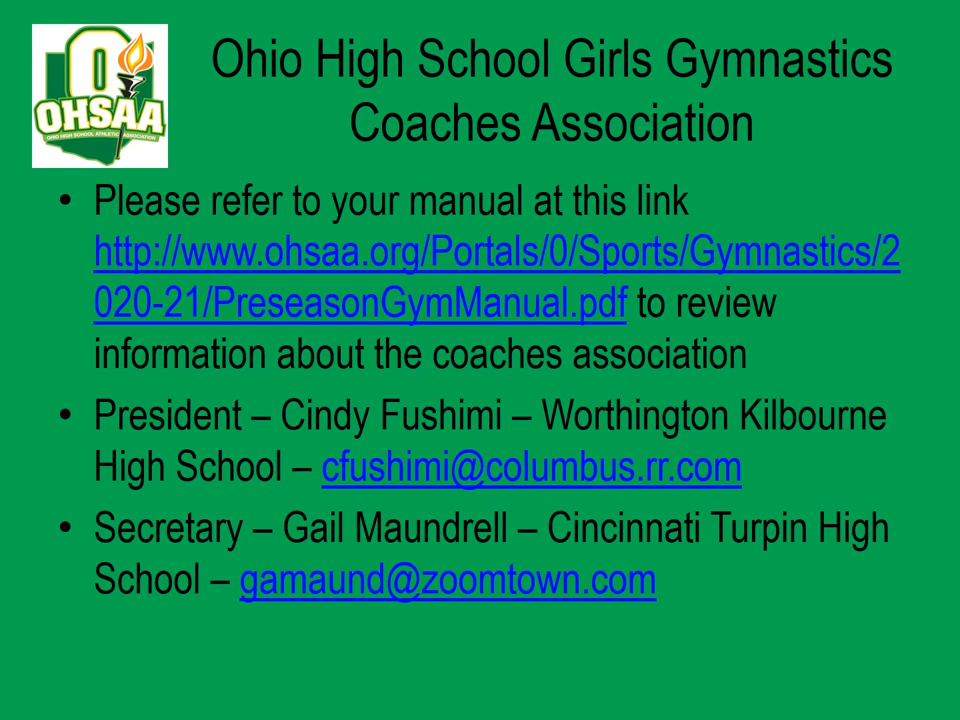 O
OHSAA
OHIO HIGH SCHOOL ATHLETIC ASSOCIATION
Ohio High School Girls Gymnastics
Coaches Association
• Please refer to your manual at this link
http://www.ohsaa.org/Portals/0/Sports/Gymnastics/2
020-21/PreseasonGymManual.pdf to review
information about the coaches association
• President – Cindy Fushimi – Worthington Kilbourne
High School – cfushimi@columbus.rr.com
• Secretary – Gail Maundrell – Cincinnati Turpin High
School – gamaund@zoomtown.com